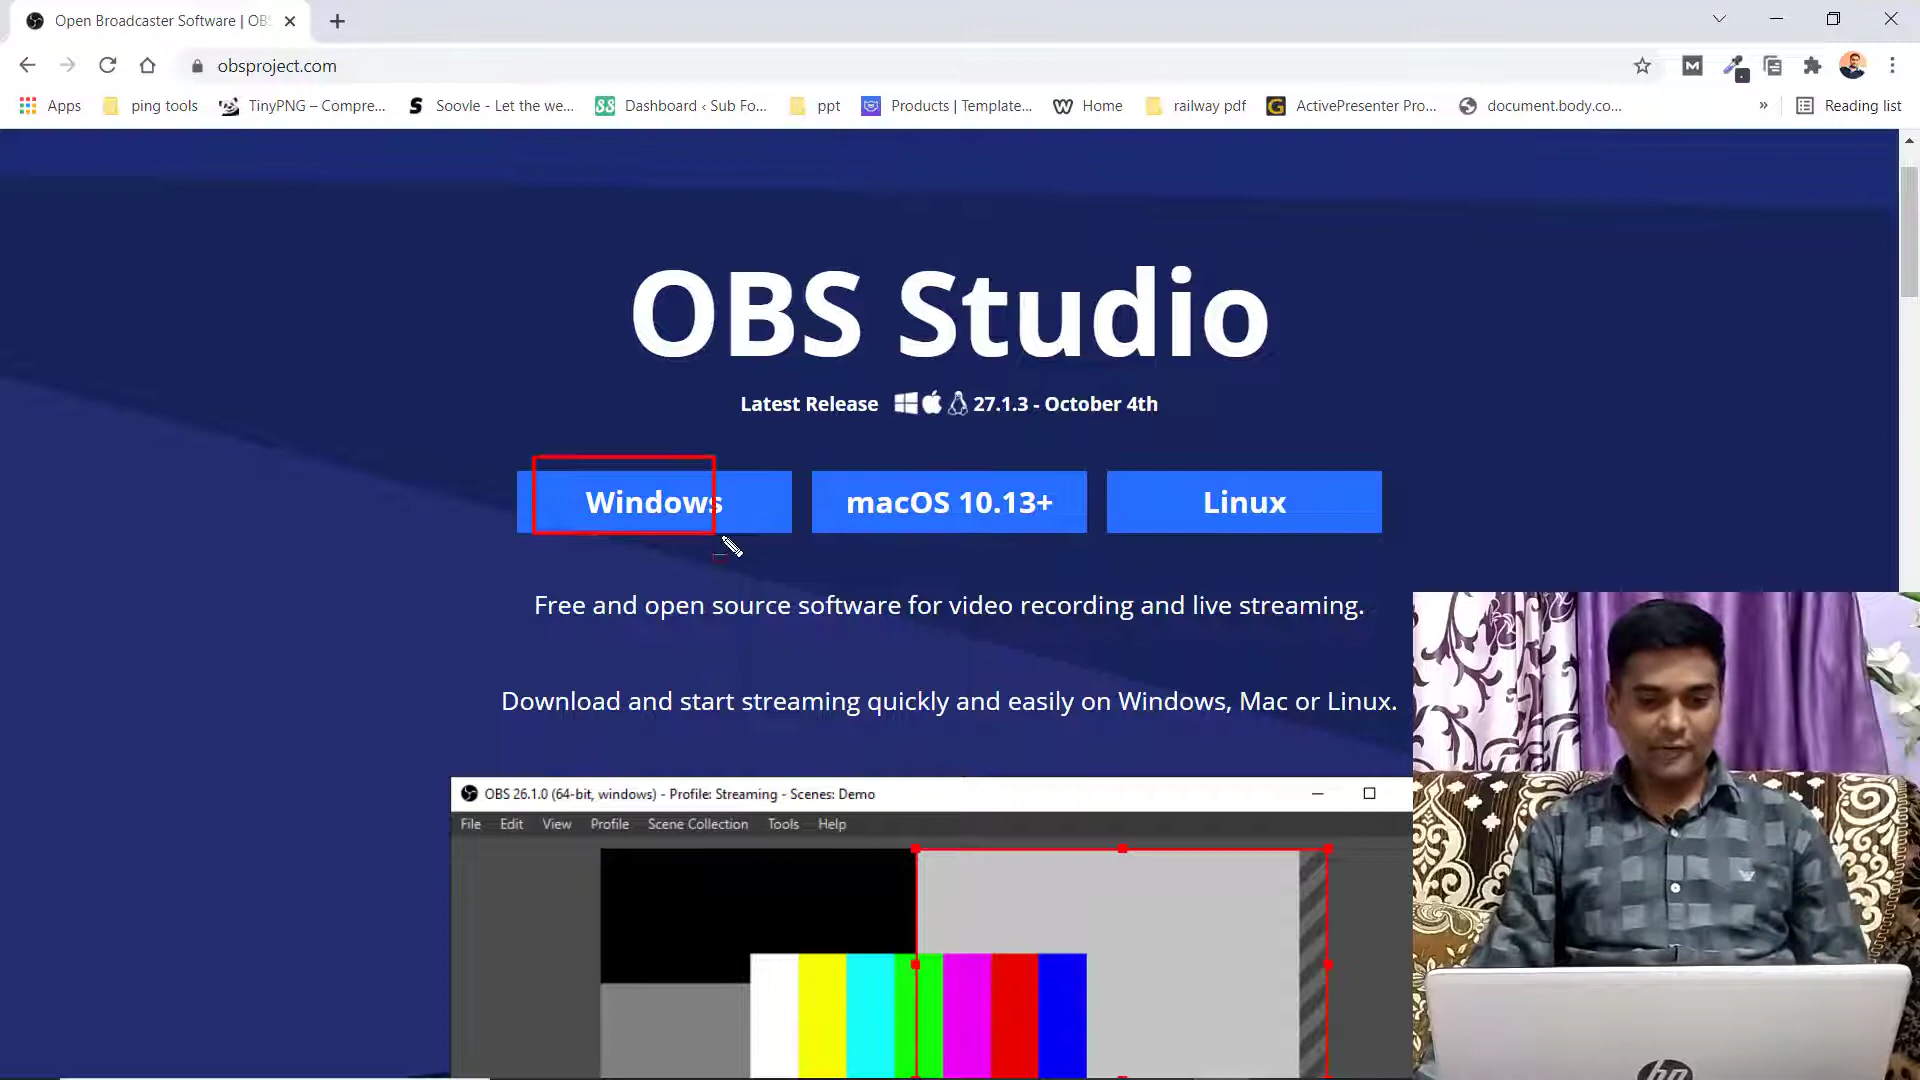 Open Broadcaster Software | OBS
obsproject.com
Apps ping tools TinyPNG – Compre... Soovle - Let the we... Dashboard ‹ Sub Fo... ppt Products | Template... Home railway pdf ActivePresenter Pro... document.body.co... » Reading list
OBS Studio
Latest Release 27.1.3 - October 4th
Windows macOS 10.13+ Linux
Free and open source software for video recording and live streaming.
Download and start streaming quickly and easily on Windows, Mac or Linux.
OBS 26.1.0 (64-bit, windows) - Profile: Streaming - Scenes: Demo
File Edit View Profile Scene Collection Tools Help
hp